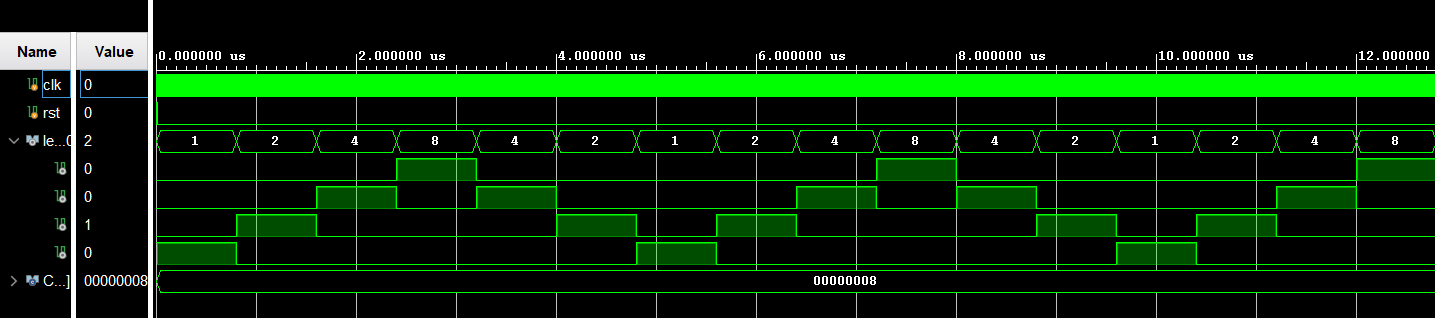 Name Value
0.000000 us 2.000000 us 4.000000 us 6.000000 us 8.000000 us 10.000000 us 12.000000
clk 0
rst 0
le...0 2 1 2 4 8 4 2 1 2 4 8 4 2 1 2 4 8
0
0
1
0
C...] 00000008 00000008